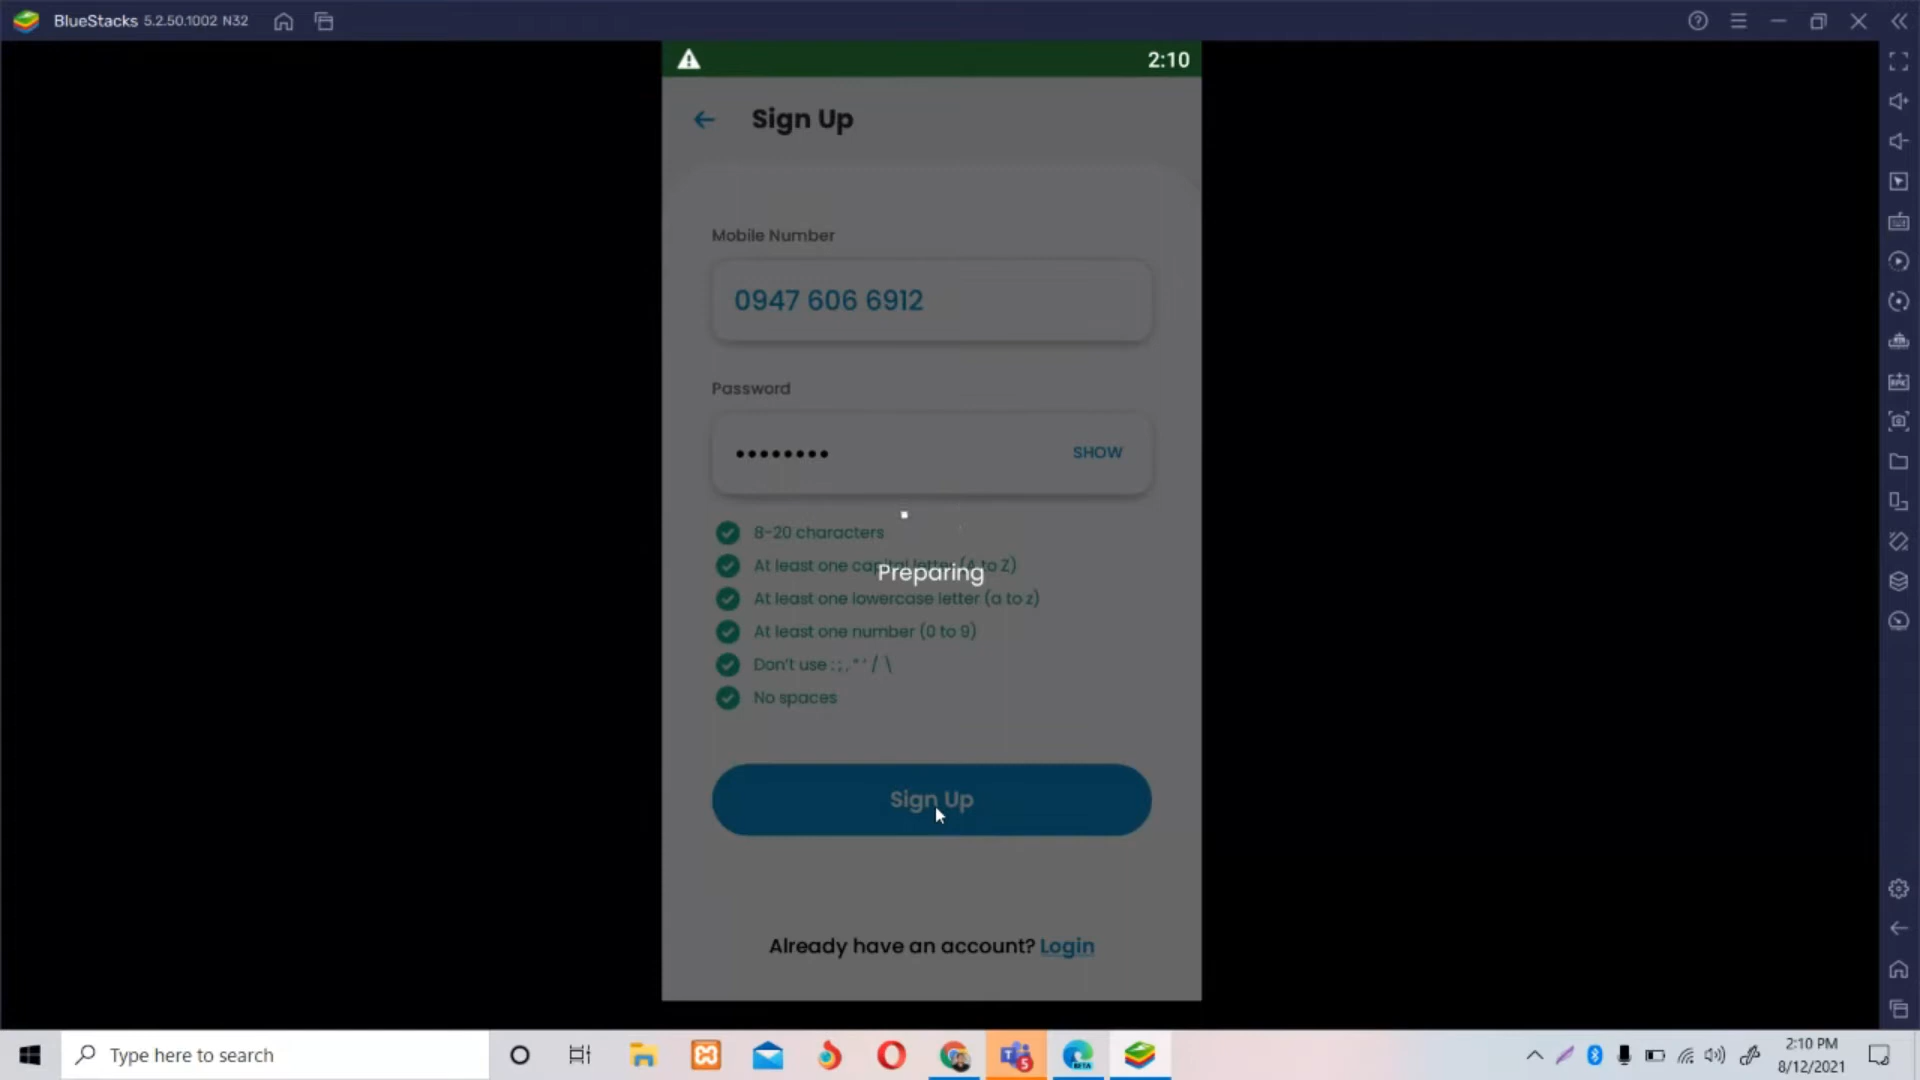 BlueStacks 5.2.50.1002 N32
2:10
Sign Up
Mobile Number
0947 606 6912
Password
SHOW
8-20 characters
At least one capital letter (A to Z)
Preparing
At least one lowercase letter (a to z)
At least one number (0 to 9)
Don't use : ; , " ' / \
No spaces
Sign Up
Already have an account? Login
Type here to search
BETA
5
2:10 PM
8/12/2021